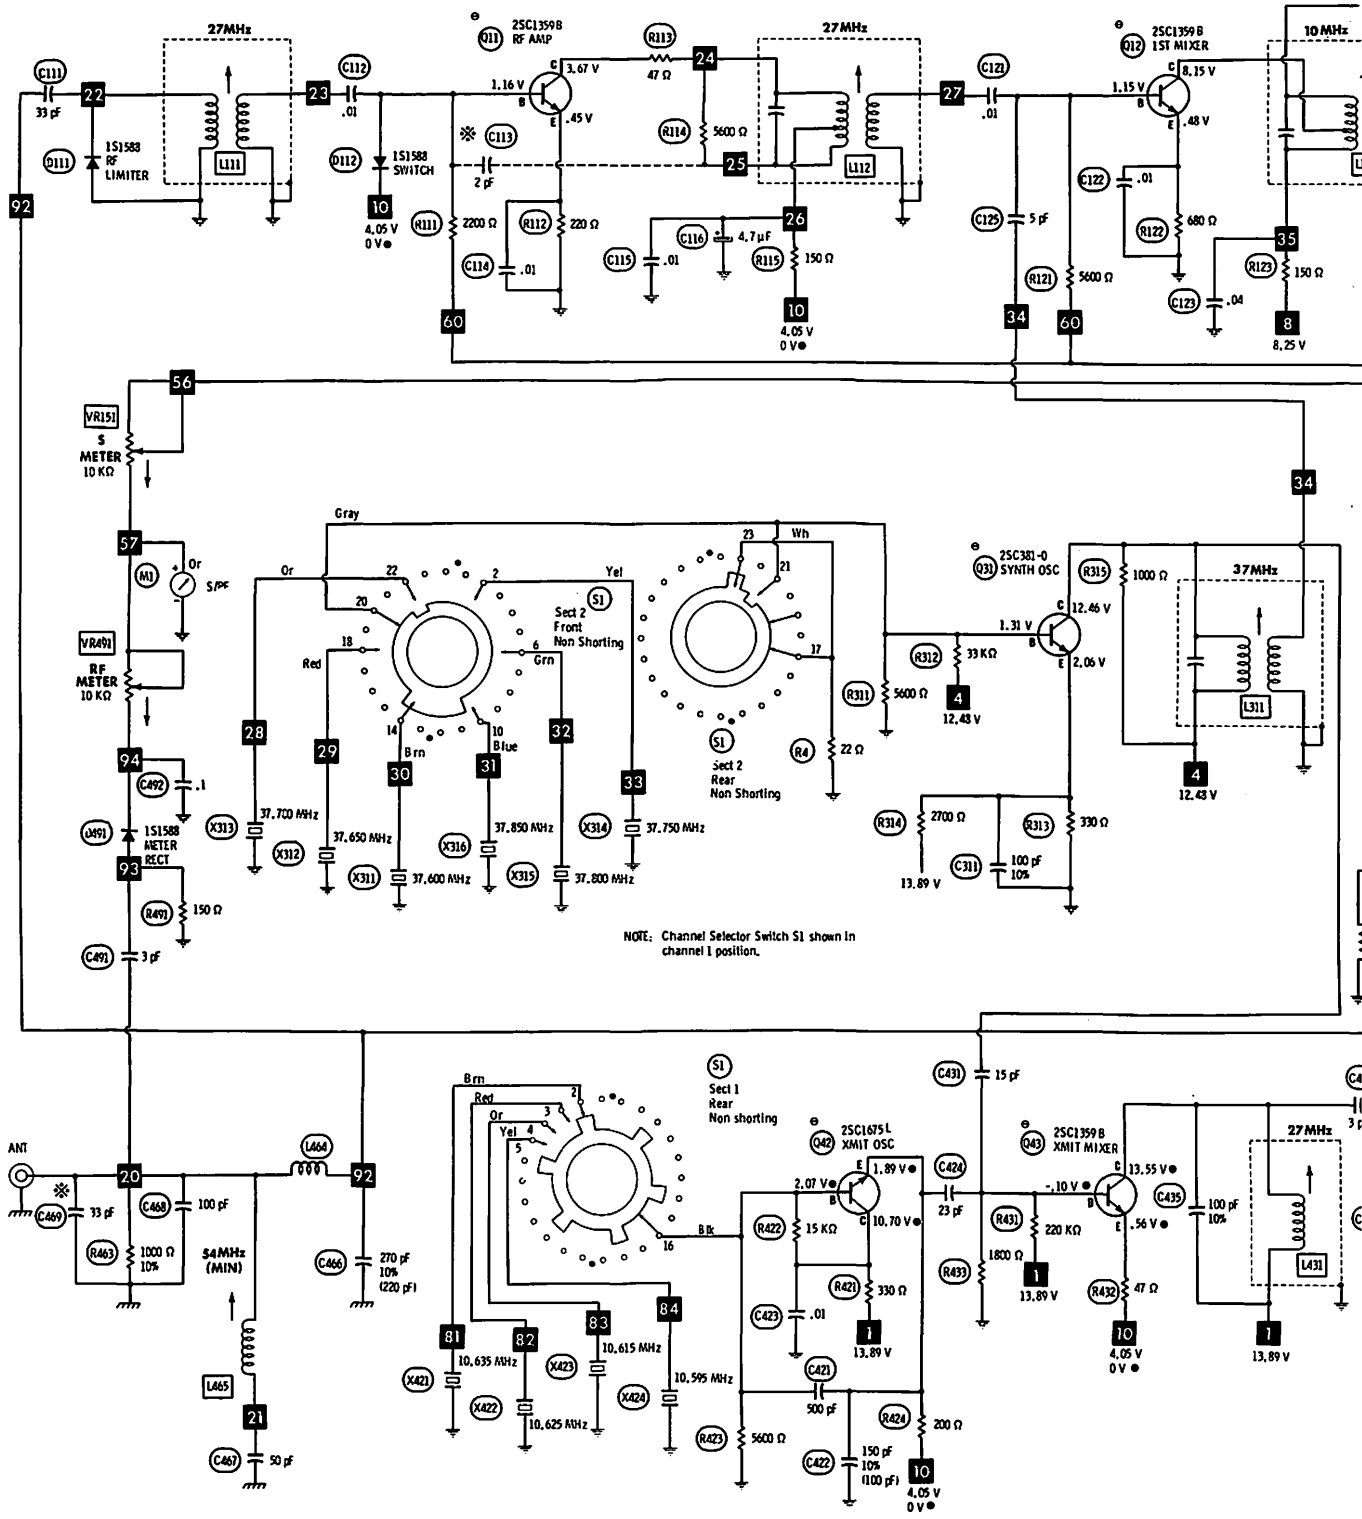 27MHz
⊖
Q11
2SC1359B
RF AMP
C111
33 pF
22
23
C112
.01
D111
1S1588
RF
LIMITER
L111
D112
1S1588
SWITCH
10
4.05 V
0 V ●
1.16 V
B
C
3.67 V
E
.45 V
R113
47 Ω
24
※
C113
2 pF
R114
5600 Ω
25
R111
2200 Ω
R112
220 Ω
C114
.01
60
27MHz
L112
26
C115
.01
C116
+
4.7 µF
R115
150 Ω
10
4.05 V
0 V ●
27
C121
.01
⊖
Q12
2SC1359B
1ST MIXER
1.15 V
B
C
8.15 V
E
.48 V
C122
.01
R122
680 Ω
C125
5 pF
R121
5600 Ω
34
60
10 MHz
35
R123
150 Ω
C123
.04
8
8.25 V
92
56
VR151
S
METER
10 KΩ
57
M1
Or
+
-
S/PF
VR491
RF
METER
10 KΩ
94
C492
.1
D491
1S1588
METER
RECT
93
R491
150 Ω
C491
3 pF
Gray
Or
22
2
Yel
20
S1
Sect 2
Front
Non Shorting
18
Red
6
Grn
14
Brn
10
Blue
28
29
30
31
32
33
X313
37.700 MHz
X312
37.650 MHz
X311
37.600 MHz
X316
37.850 MHz
X315
37.800 MHz
X314
37.750 MHz
23
Wh
21
17
S1
Sect 2
Rear
Non Shorting
R4
22 Ω
R311
5600 Ω
R312
33 KΩ
4
12.48 V
⊖
Q31
2SC381-O
SYNTH OSC
1.31 V
B
C
12.46 V
E
2.06 V
R315
1000 Ω
37MHz
L311
34
4
12.48 V
R314
2700 Ω
13.89 V
C311
100 pF
10%
R313
330 Ω
NOTE: Channel Selector Switch S1 shown in
channel 1 position.
ANT
20
L464
92
※
C469
33 pF
C468
100 pF
R463
1000 Ω
10%
54MHz
(MIN)
C466
270 pF
10%
(220 pF)
L465
21
C467
50 pF
S1
Sect 1
Rear
Non shorting
Brn
2
Red
3
Or
4
Yel
5
16
Blk
81
82
83
84
X421
10.635 MHz
X422
10.625 MHz
X423
10.615 MHz
X424
10.595 MHz
⊖
Q42
2SC1675 L
XMIT OSC
E
1.89 V ●
2.07 V ●
B
C
10.70 V ●
R422
15 KΩ
R421
330 Ω
C423
.01
1
13.89 V
C421
500 pF
R423
5600 Ω
C422
150 pF
10%
(100 pF)
R424
200 Ω
10
4.05 V
0 V ●
C424
23 pF
C431
15 pF
⊖
Q43
2SC1359 B
XMIT MIXER
-.10 V ●
B
C
13.55 V ●
E
.56 V ●
R431
220 KΩ
1
13.89 V
R433
1800 Ω
R432
47 Ω
10
4.05 V
0 V ●
C435
100 pF
10%
27MHz
L431
1
13.89 V